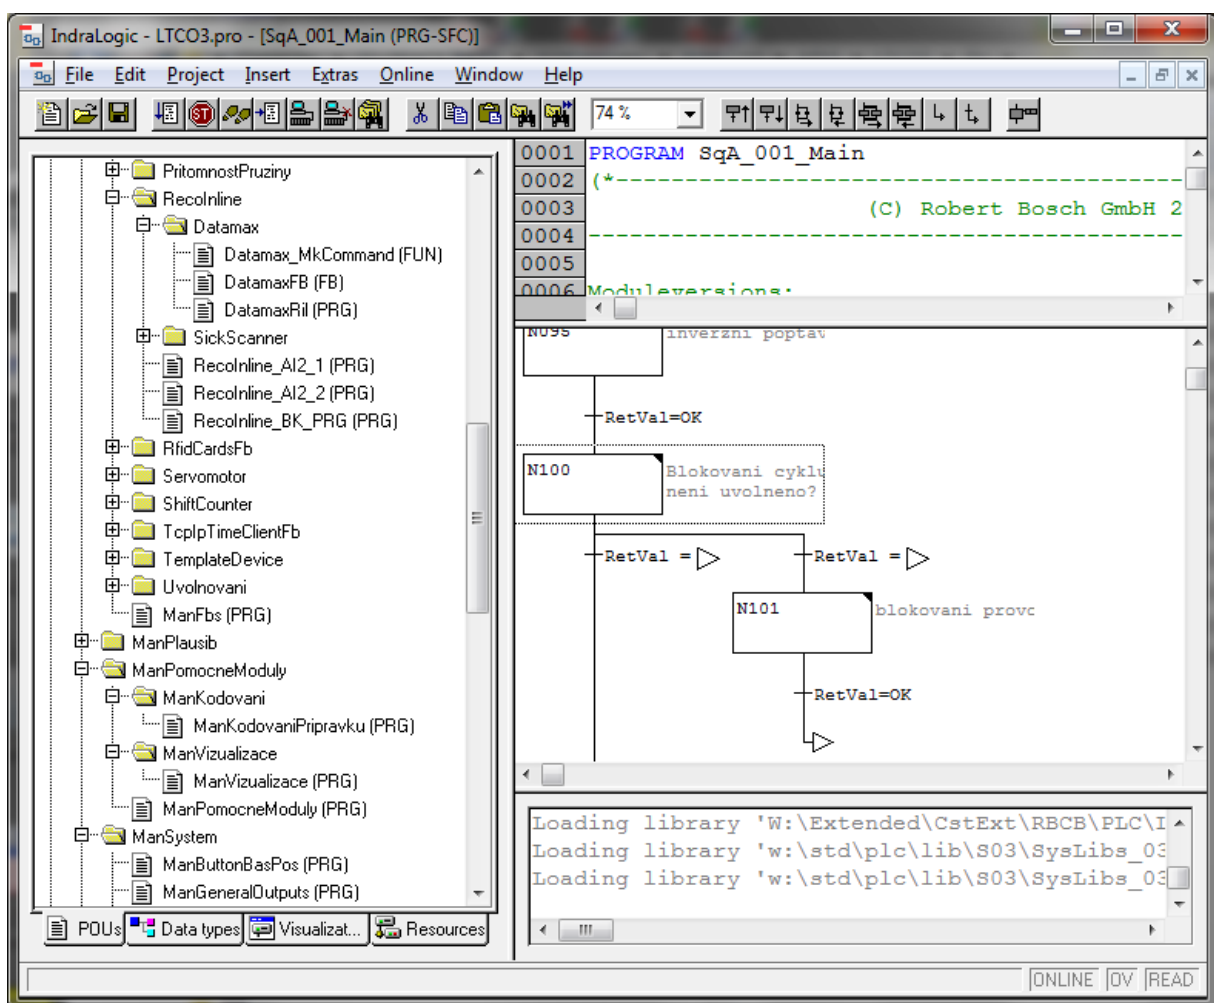 IndraLogic - LTCO3.pro - [SqA_001_Main (PRG-SFC)]
File Edit Project Insert Extras Online Window Help
74 %
PritomnostPruziny
RecoInline
Datamax
Datamax_MkCommand (FUN)
DatamaxFB (FB)
DatamaxRil (PRG)
SickScanner
RecoInline_AI2_1 (PRG)
RecoInline_AI2_2 (PRG)
RecoInline_BK_PRG (PRG)
RfidCardsFb
Servomotor
ShiftCounter
TcpIpTimeClientFb
TemplateDevice
Uvolnovani
ManFbs (PRG)
ManPlausib
ManPomocneModuly
ManKodovani
ManKodovaniPripravku (PRG)
ManVizualizace
ManVizualizace (PRG)
ManPomocneModuly (PRG)
ManSystem
ManButtonBasPos (PRG)
ManGeneralOutputs (PRG)
POUs Data types Visualizat... Resources
0001 PROGRAM SqA_001_Main
0002 (*-------------------------------------------
0003 (C) Robert Bosch GmbH 2
0004 ---------------------------------------------
0005
0006 Moduleversions:
N095 inverzni poptav
RetVal=OK
N100 Blokovani cyklu
neni uvolneno?
RetVal = RetVal =
N101 blokovani provo
RetVal=OK
Loading library 'W:\Extended\CstExt\RBCB\PLC\I
Loading library 'w:\std\plc\lib\S03\SysLibs_03
Loading library 'w:\std\plc\lib\S03\SysLibs_03
ONLINE OV READ